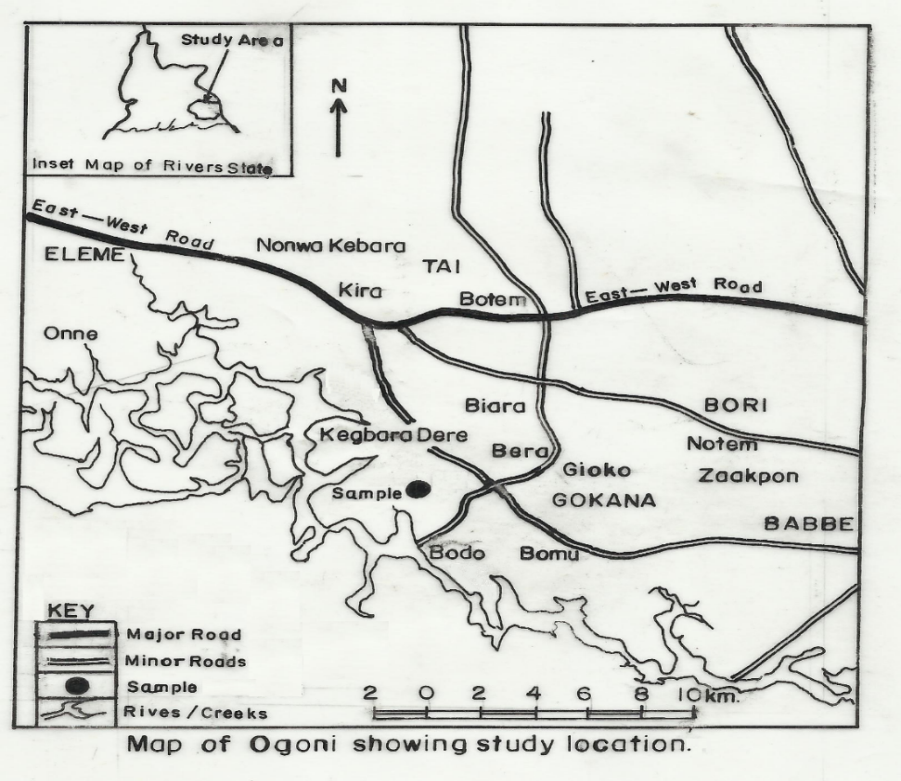 Study Area
Inset Map of Rivers State
N
East—West Road
ELEME
Nonwa Kebara
TAI
Kira
Botem
East—West Road
Onne
Biara
BORI
Kegbara Dere
Notem
Bera
Gioko
Zaakpon
Sample
GOKANA
BABBE
Bodo
Bomu
KEY
Major Road
Minor Roads
Sample
Rives/Creeks
2 0 2 4 6 8 10km.
Map of Ogoni showing study location.